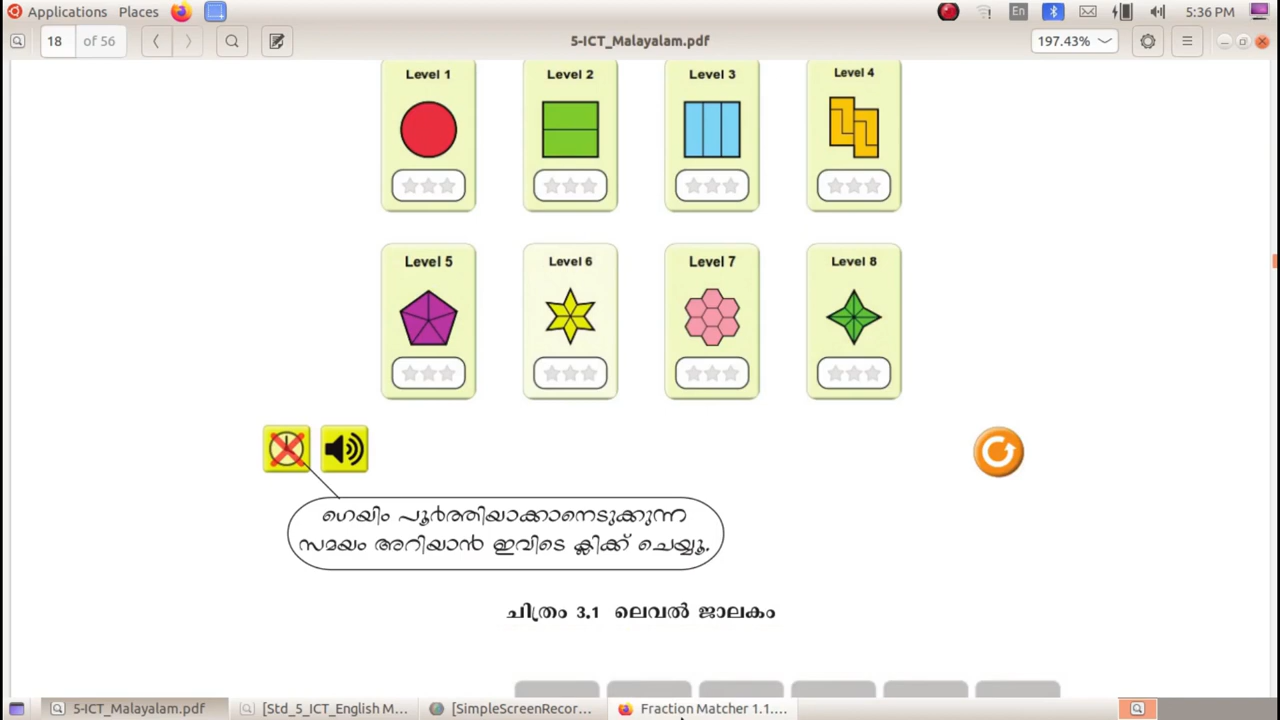 Applications Places En 5:36 PM
18 of 56 5-ICT_Malayalam.pdf 197.43%
Level 1 Level 2 Level 3 Level 4
Level 5 Level 6 Level 7 Level 8
ഗെയിം പൂർത്തിയാക്കാനെടുക്കുന്ന
സമയം അറിയാൻ ഇവിടെ ക്ലിക്ക് ചെയ്യൂ.
ചിത്രം 3.1 ലെവൽ ജാലകം
5-ICT_Malayalam.pdf [Std_5_ICT_English M... [SimpleScreenRecor... Fraction Matcher 1.1....